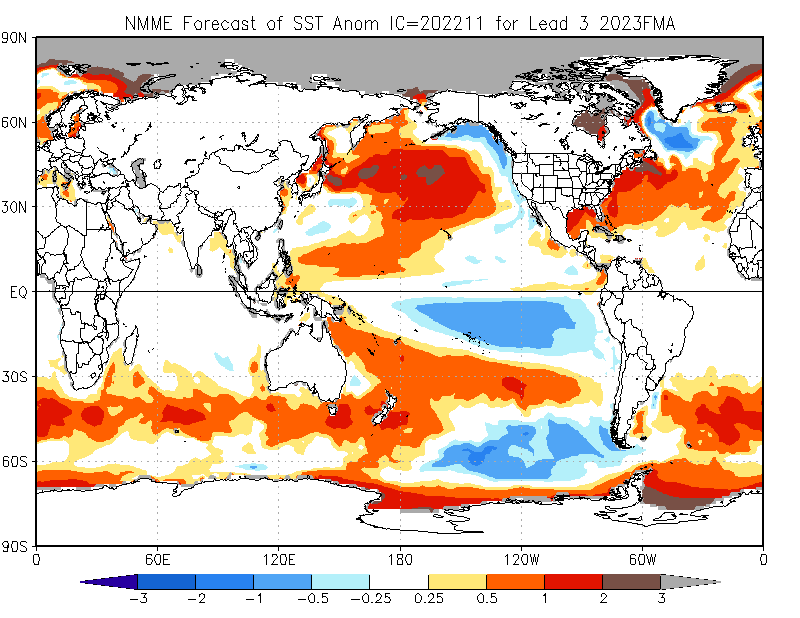 NMME Forecast of SST Anom IC=202211 for Lead 3 2023FMA
90N
60N
30N
EQ
30S
60S
90S
0 60E 120E 180 120W 60W 0
-3 -2 -1 -0.5 -0.25 0.25 0.5 1 2 3